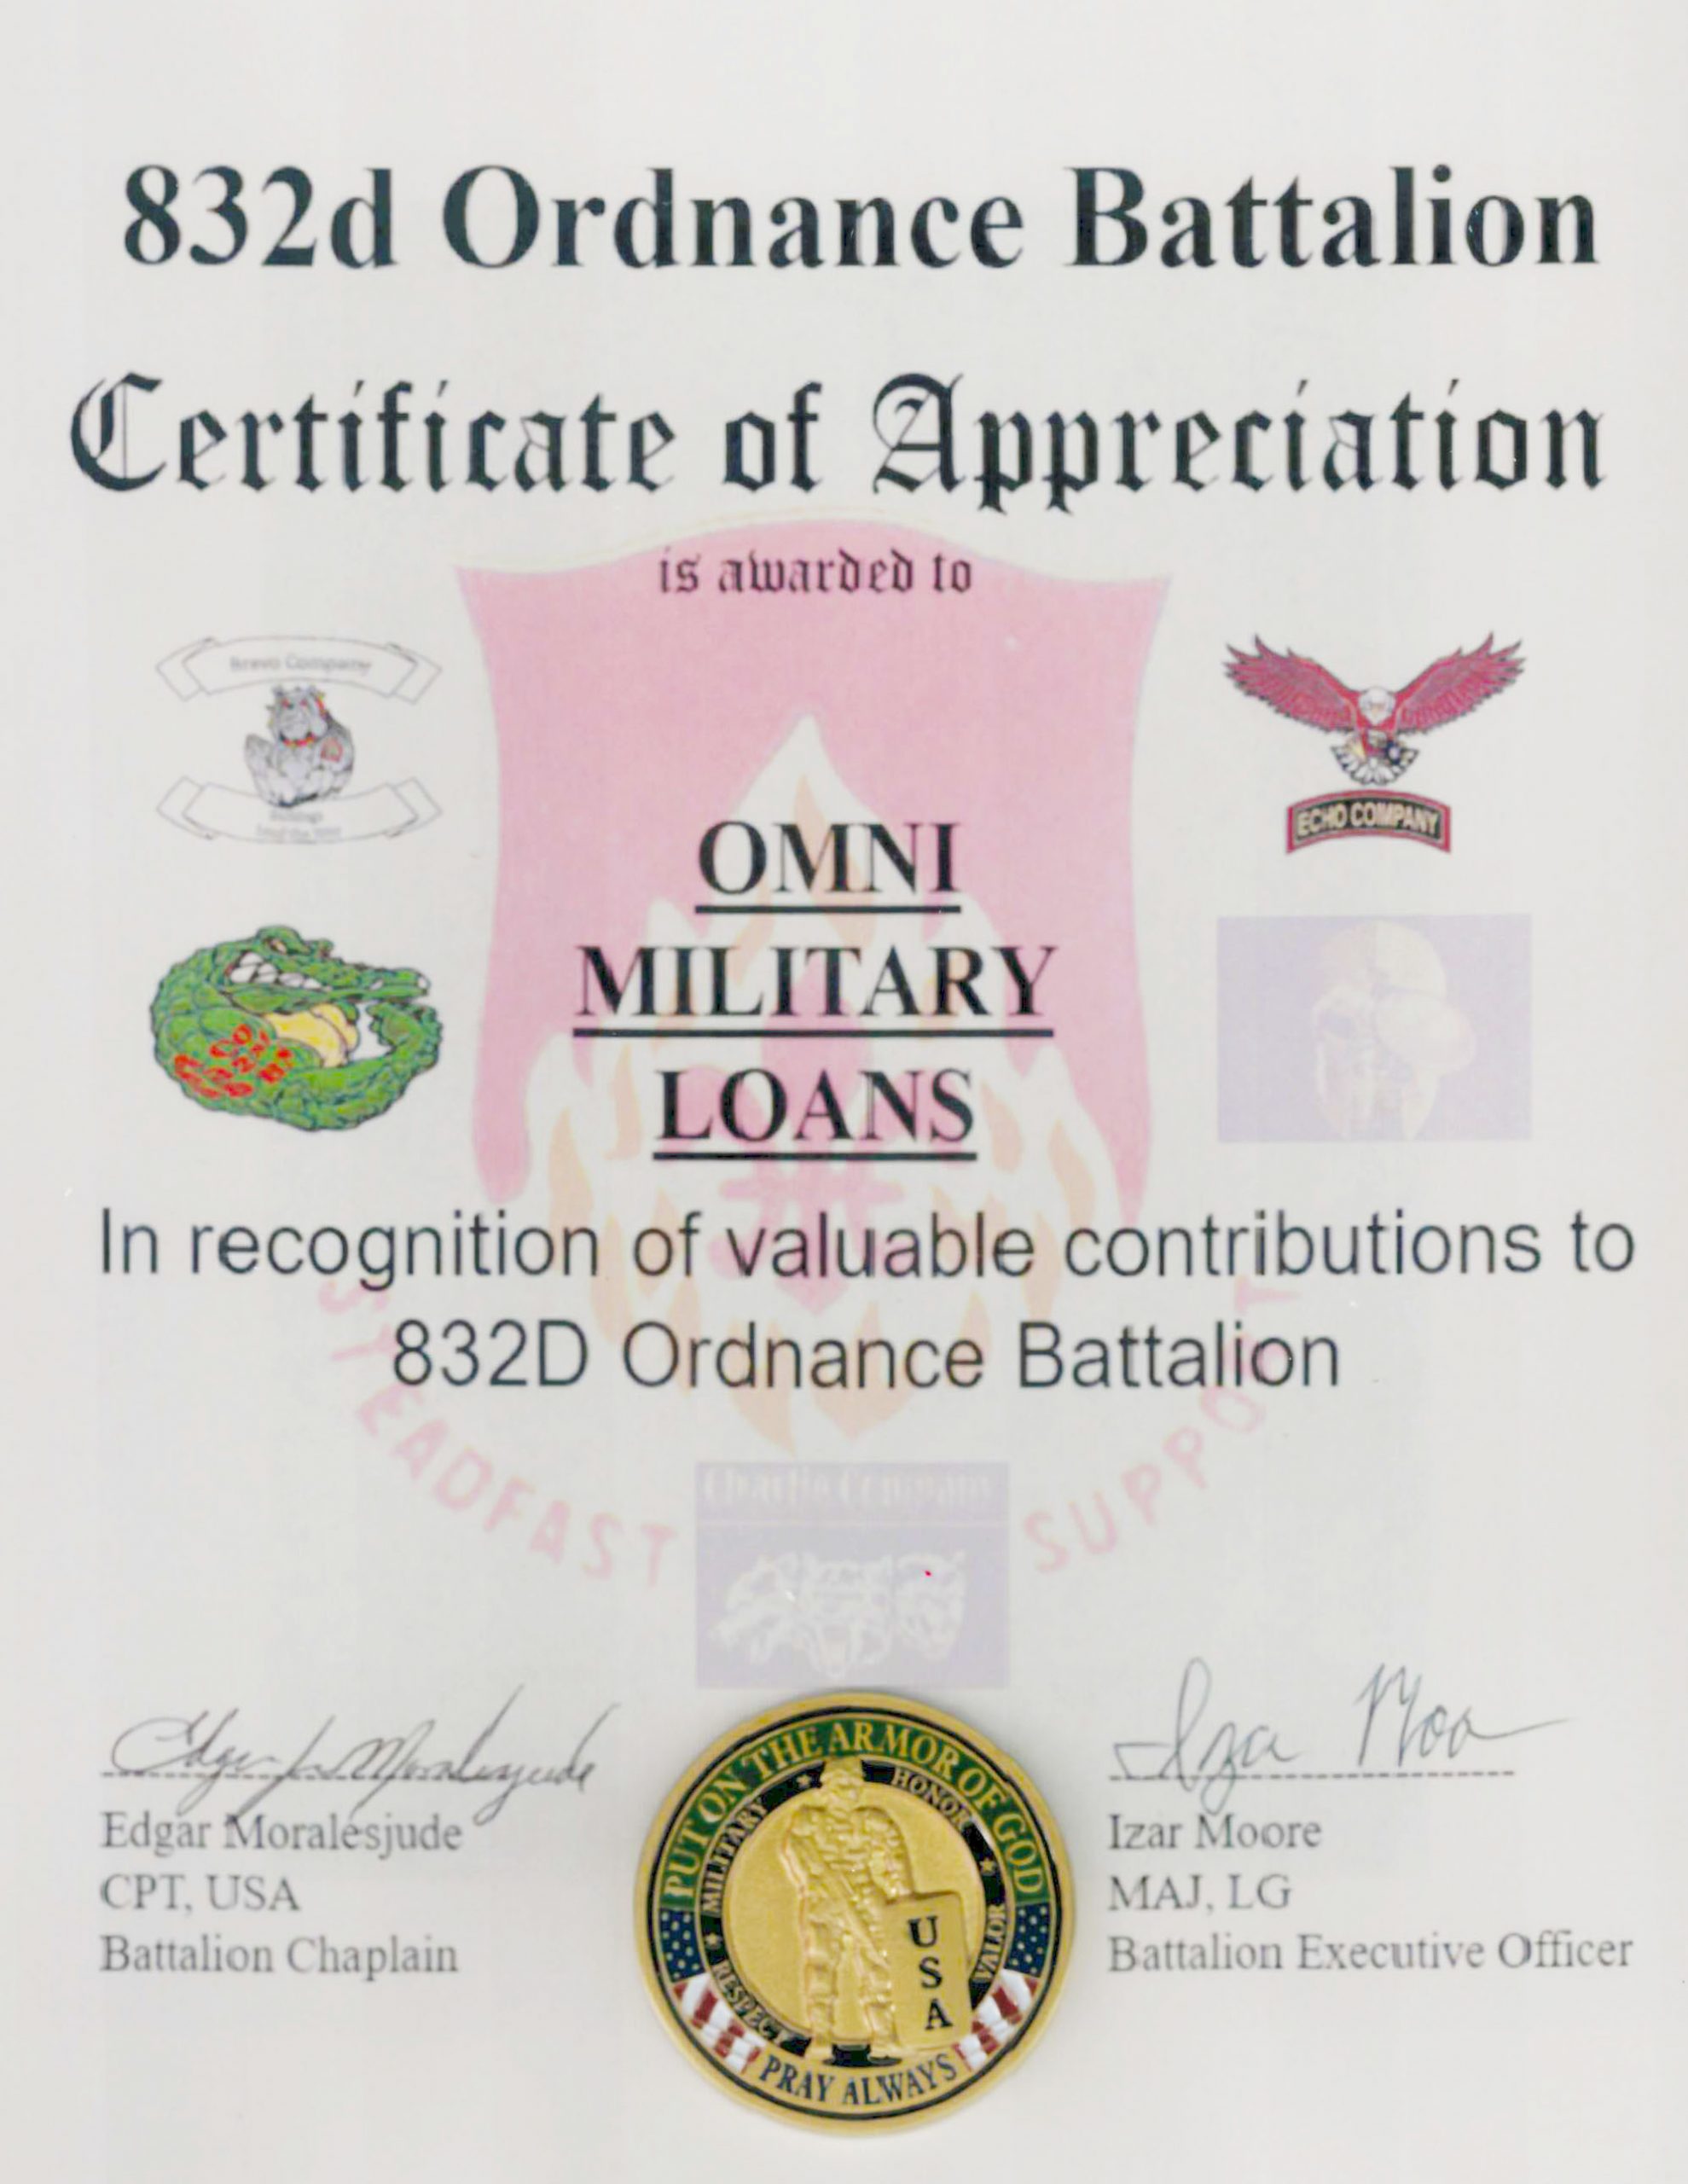 832d Ordnance Battalion
Certificate of Appreciation
is awarded to
Bravo Company
ECHO COMPANY
OMNI
MILITARY
LOANS
In recognition of valuable contributions to
832D Ordnance Battalion
STEADFAST SUPPORT
Charlie Company
Edgar Moralesjude
CPT, USA
Battalion Chaplain
PUT ON THE ARMOR OF GOD
MILITARY HONOR
RESPECT VALOR
USA
PRAY ALWAYS
Izar Moore
MAJ, LG
Battalion Executive Officer